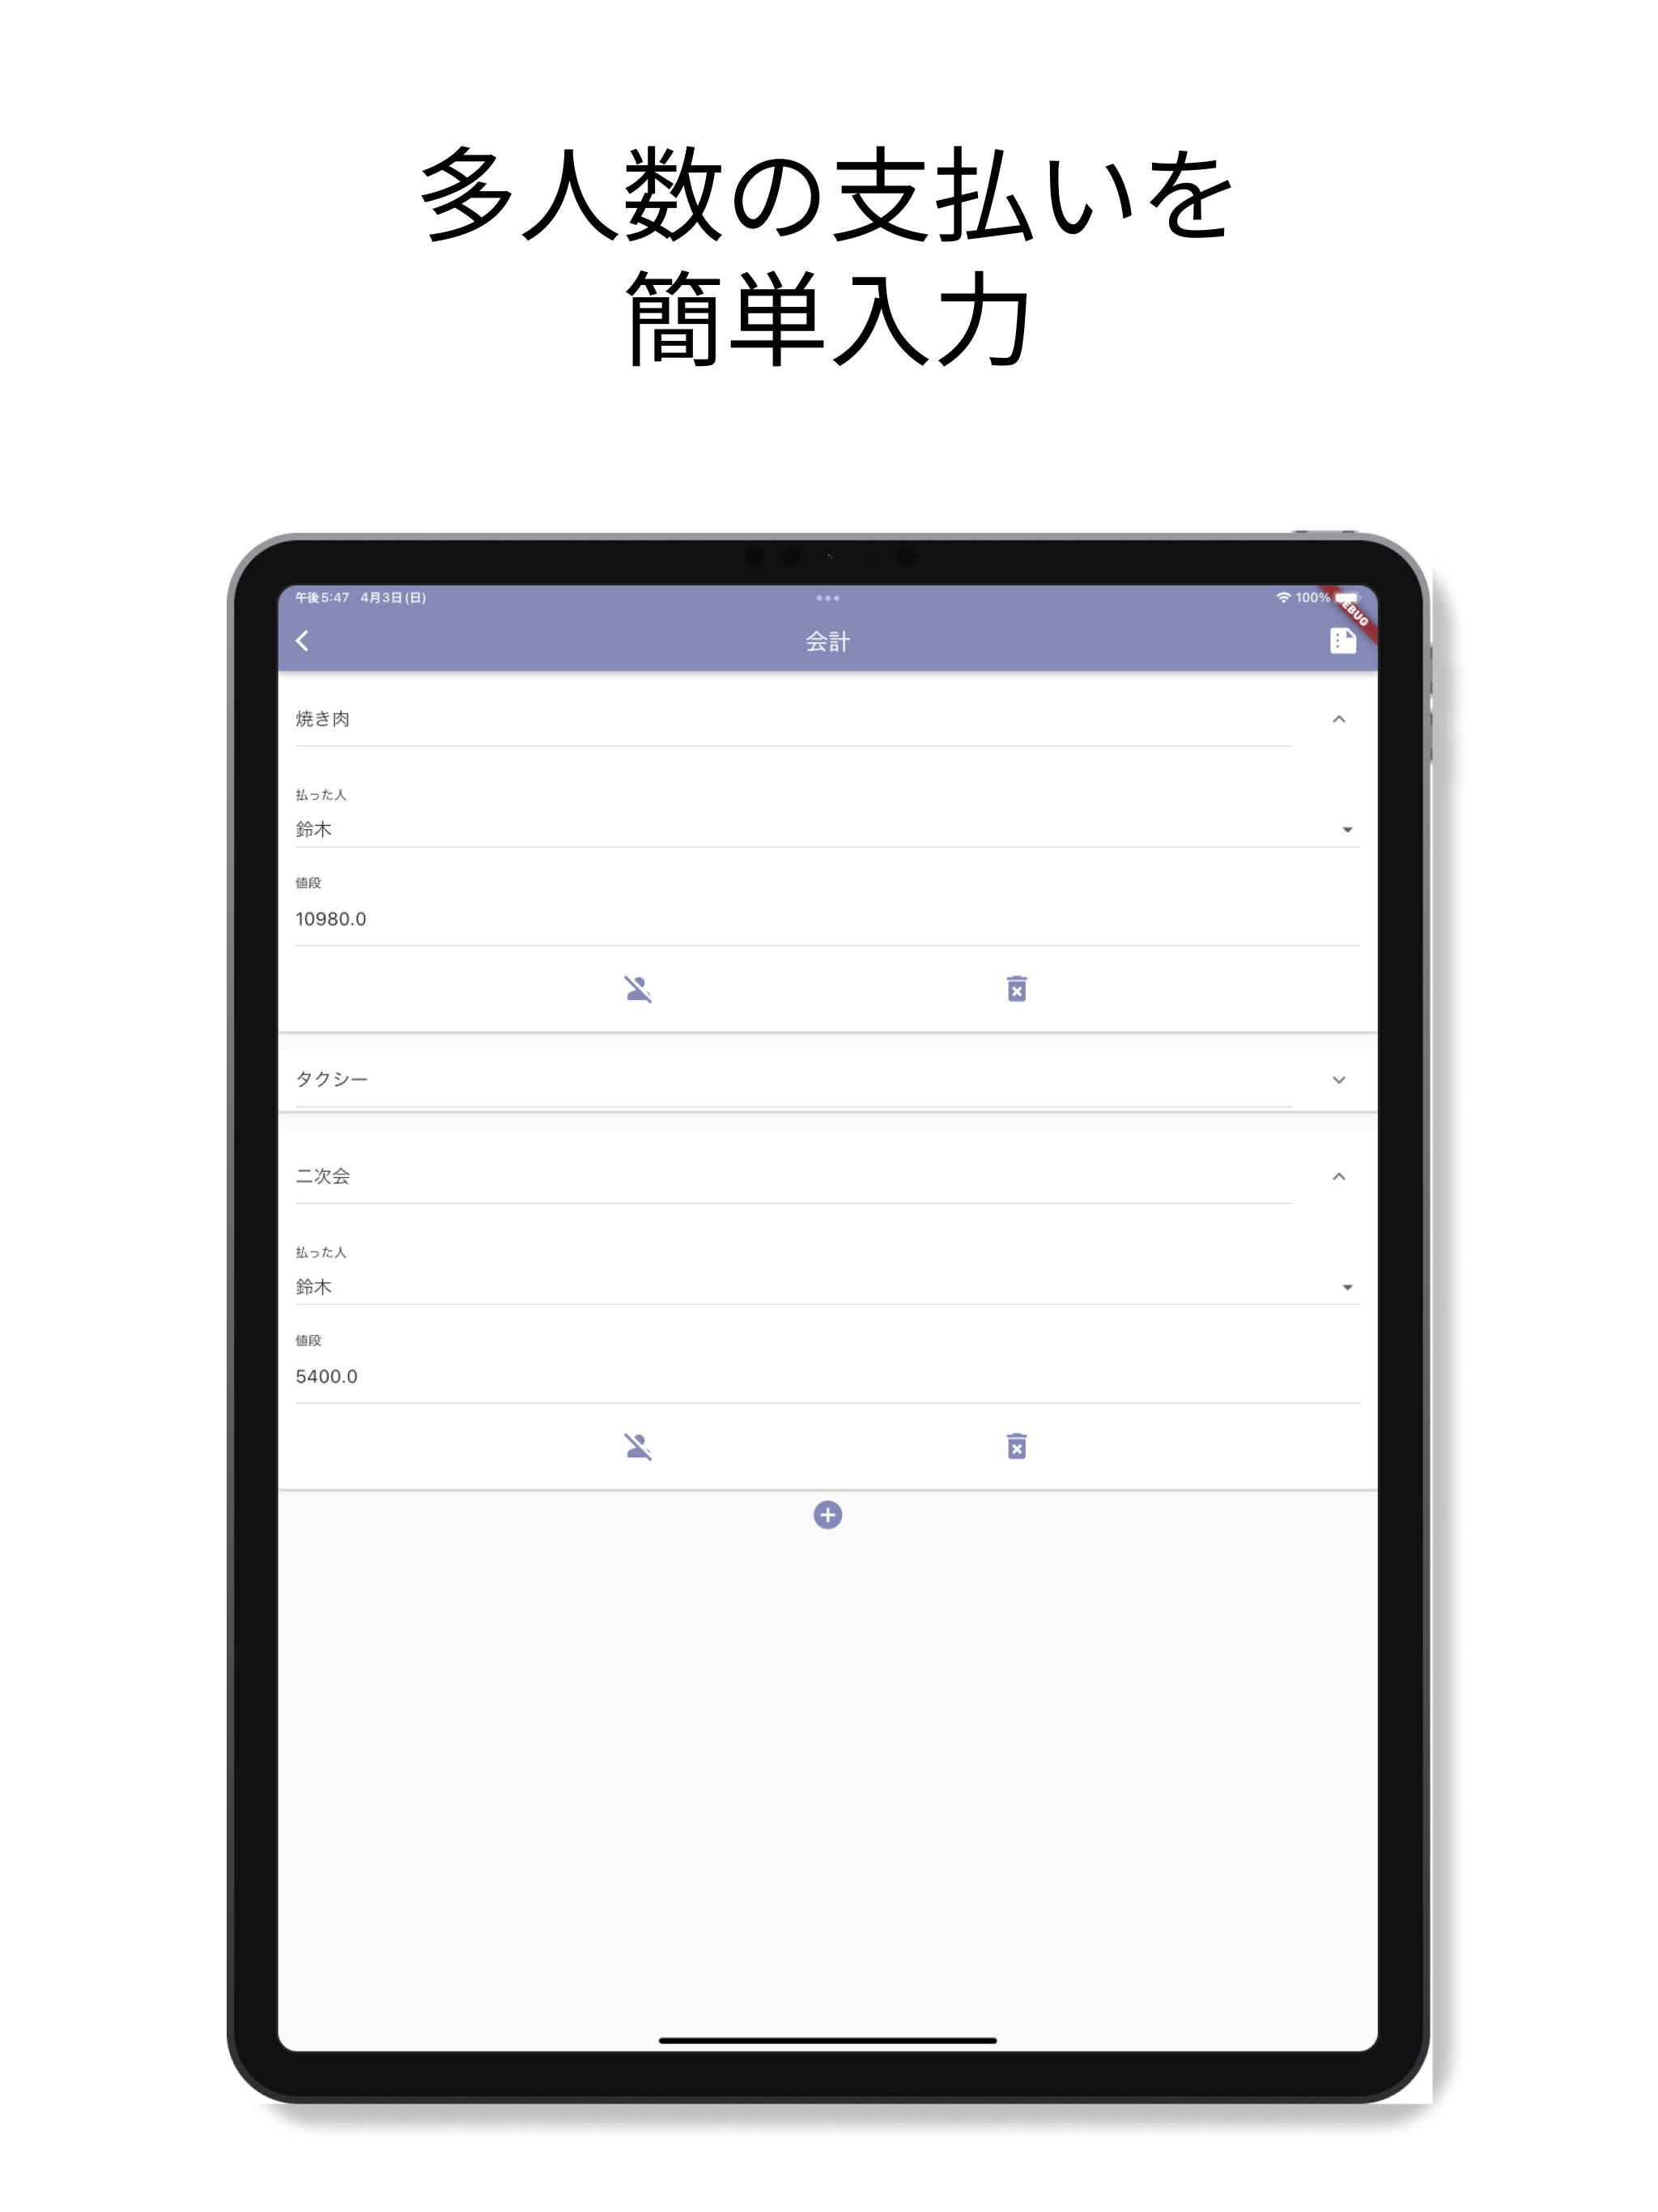 多人数の支払いを
簡単入力
午後5:47 4月3日(日)
100%
会計
焼き肉
払った人
鈴木
値段
10980.0
タクシー
二次会
払った人
鈴木
値段
5400.0